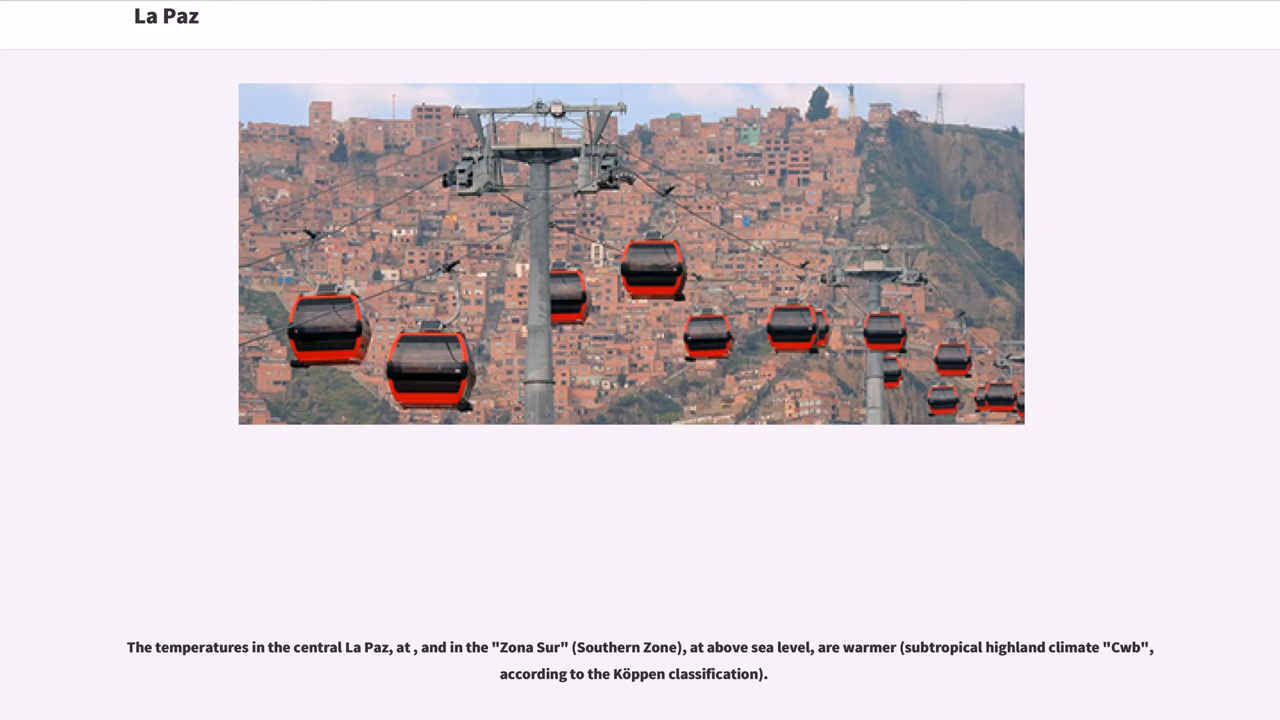 La Paz
The temperatures in the central La Paz, at , and in the "Zona Sur" (Southern Zone), at above sea level, are warmer (subtropical highland climate "Cwb",
according to the Köppen classification).